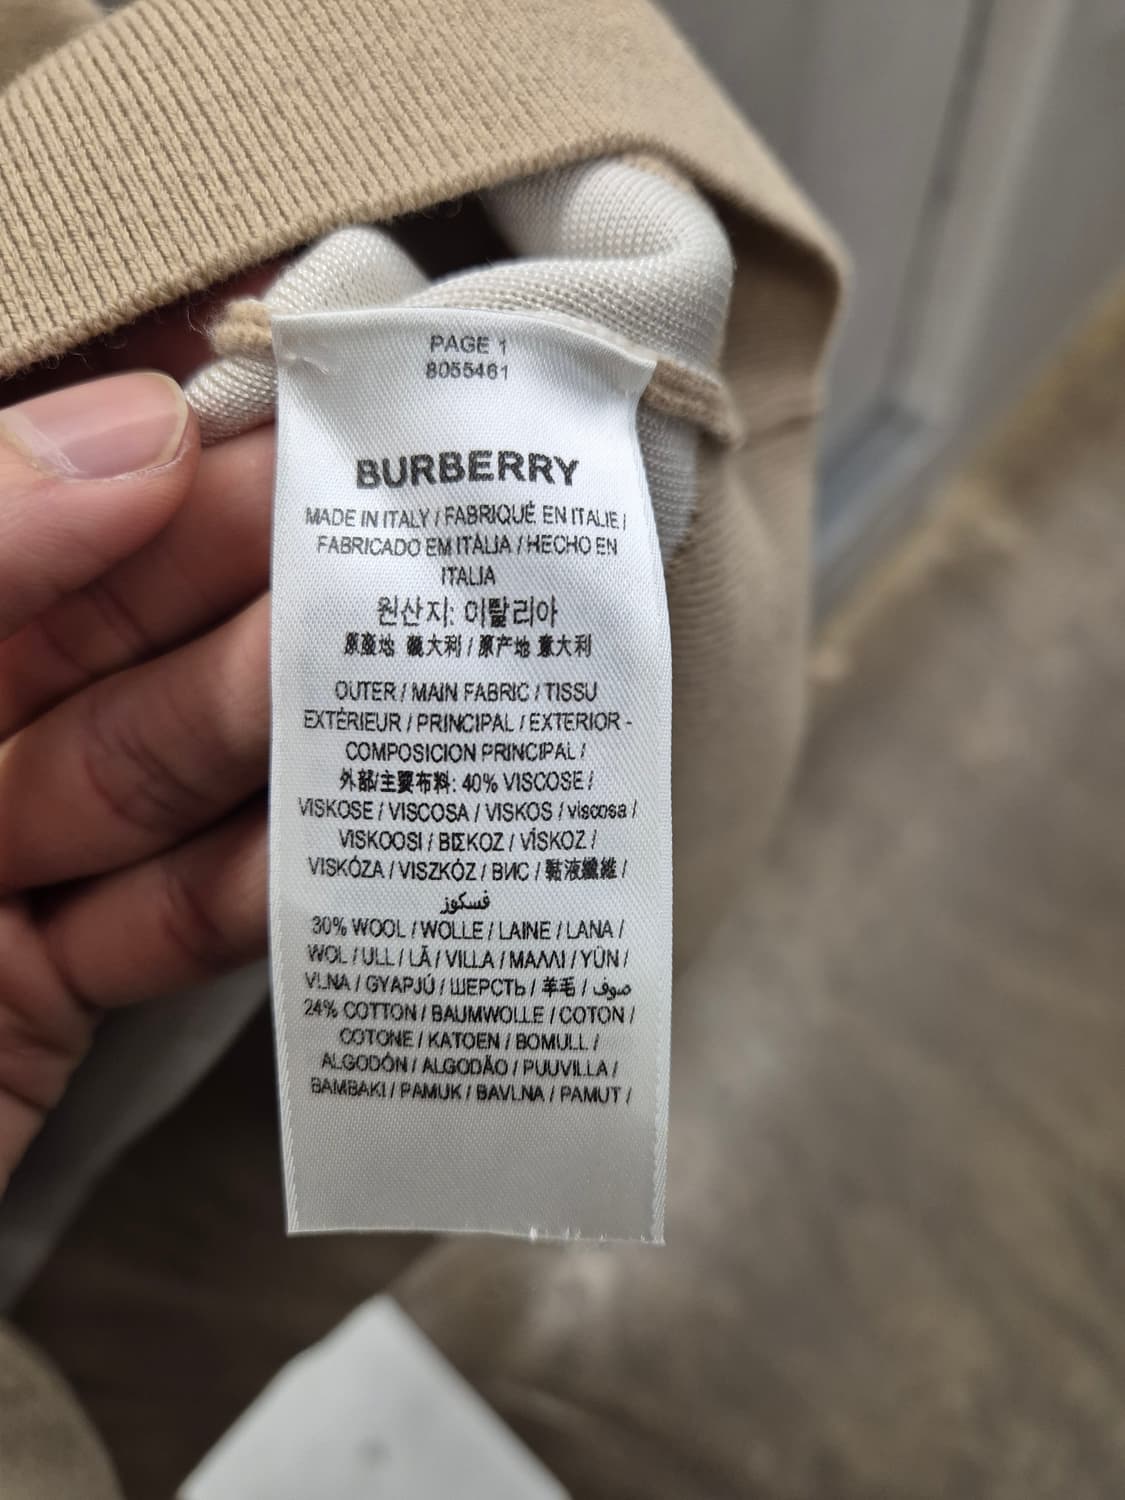 PAGE 1
8055461
BURBERRY
MADE IN ITALY / FABRIQUÉ EN ITALIE /
FABRICADO EM ITÁLIA / HECHO EN
ITALIA
원산지: 이탈리아
原產地 義大利 / 原产地 意大利
OUTER / MAIN FABRIC / TISSU
EXTÉRIEUR / PRINCIPAL / EXTERIOR -
COMPOSICION PRINCIPAL /
外部/主要布料: 40% VISCOSE /
VISKOSE / VISCOSA / VISKOS / viscosa /
VISKOOSI / ΒΙΣΚΟΖ / VİSKOZ /
VISKÓZA / VISZKÓZ / ВИС / 黏液纖維 /
فسكوز
30% WOOL / WOLLE / LAINE / LANA /
WOL / ULL / LÃ / VILLA / ΜΑΛΛΙ / YÜN /
VLNA / GYAPJÚ / ШЕРСТЬ / 羊毛 / صوف /
24% COTTON / BAUMWOLLE / COTON /
COTONE / KATOEN / BOMULL /
ALGODÓN / ALGODÃO / PUUVILLA /
BAMBAKI / PAMUK / BAVLNA / PAMUT /